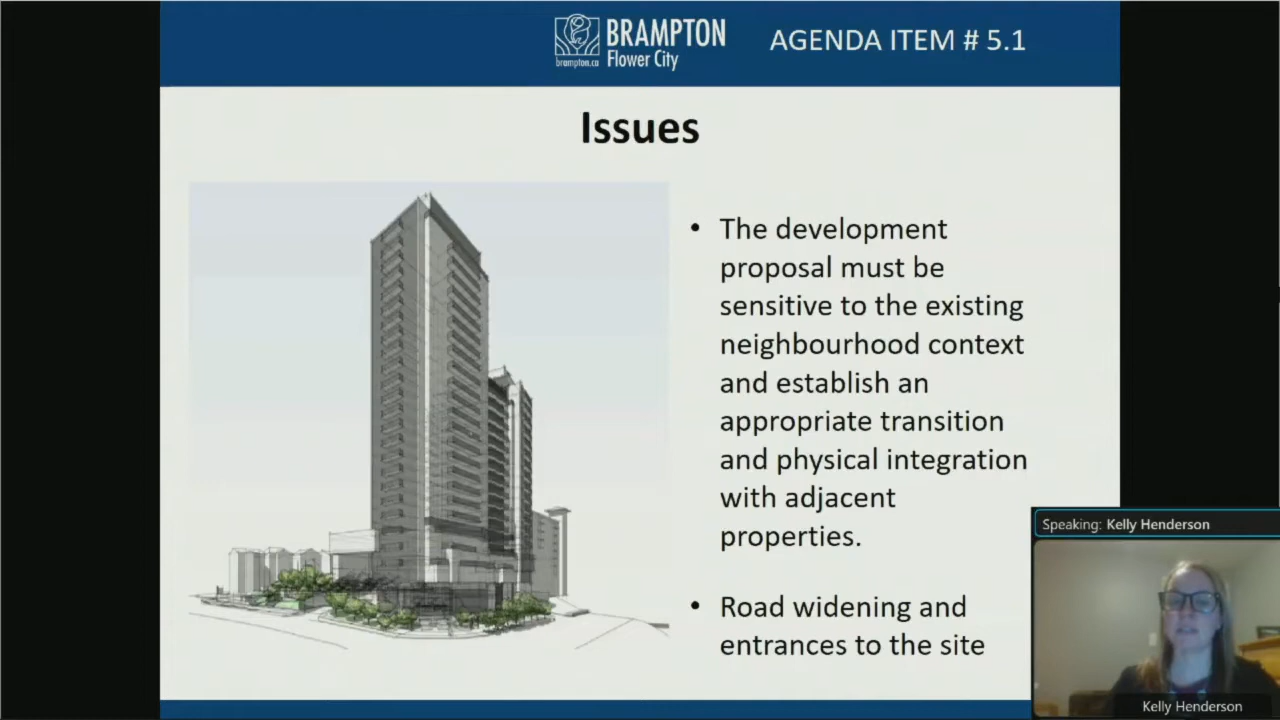 BRAMPTON
brampton.ca
Flower City
AGENDA ITEM # 5.1
Issues
• The development
proposal must be
sensitive to the existing
neighbourhood context
and establish an
appropriate transition
and physical integration
with adjacent
properties.
• Road widening and
entrances to the site
Speaking: Kelly Henderson
Kelly Henderson